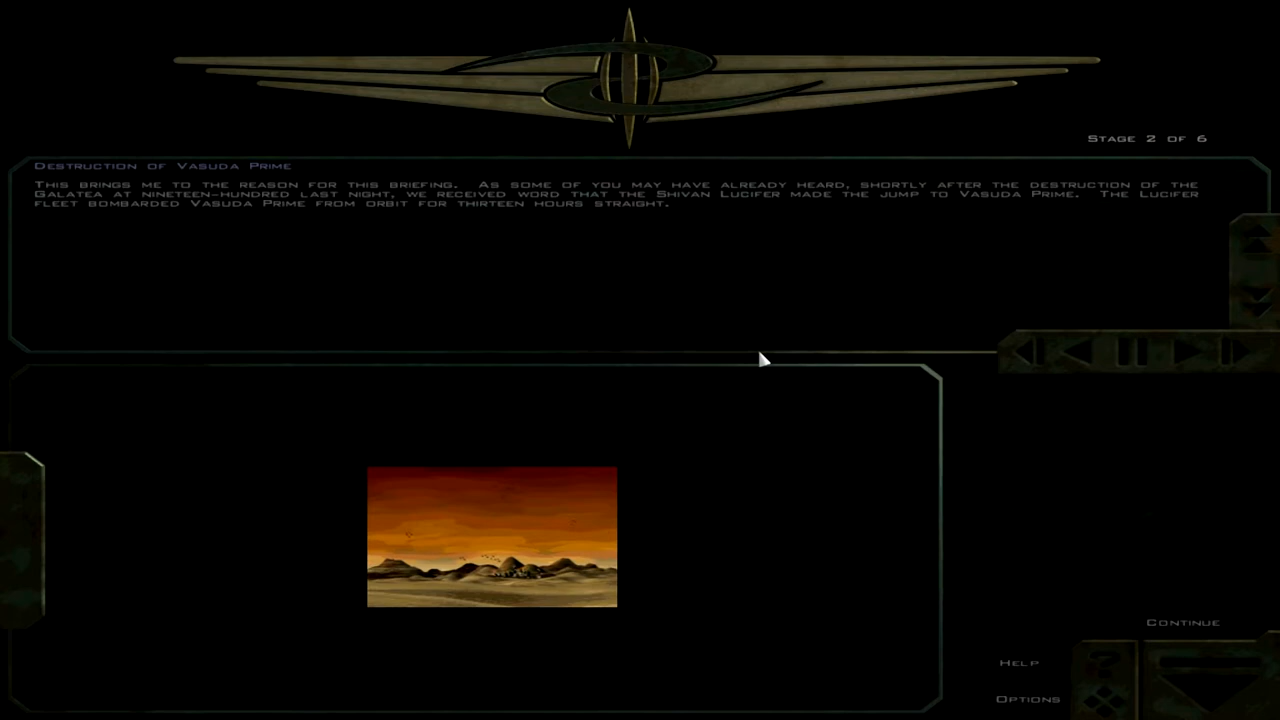 Stage 2 of 6
Destruction of Vasuda Prime
This brings me to the reason for this briefing. As some of you may have already heard, shortly after the destruction of the
Galatea at nineteen-hundred last night, we received word that the Shivan Lucifer made the jump to Vasuda Prime. The Lucifer
fleet bombarded Vasuda Prime from orbit for thirteen hours straight.
Continue
Help
Options